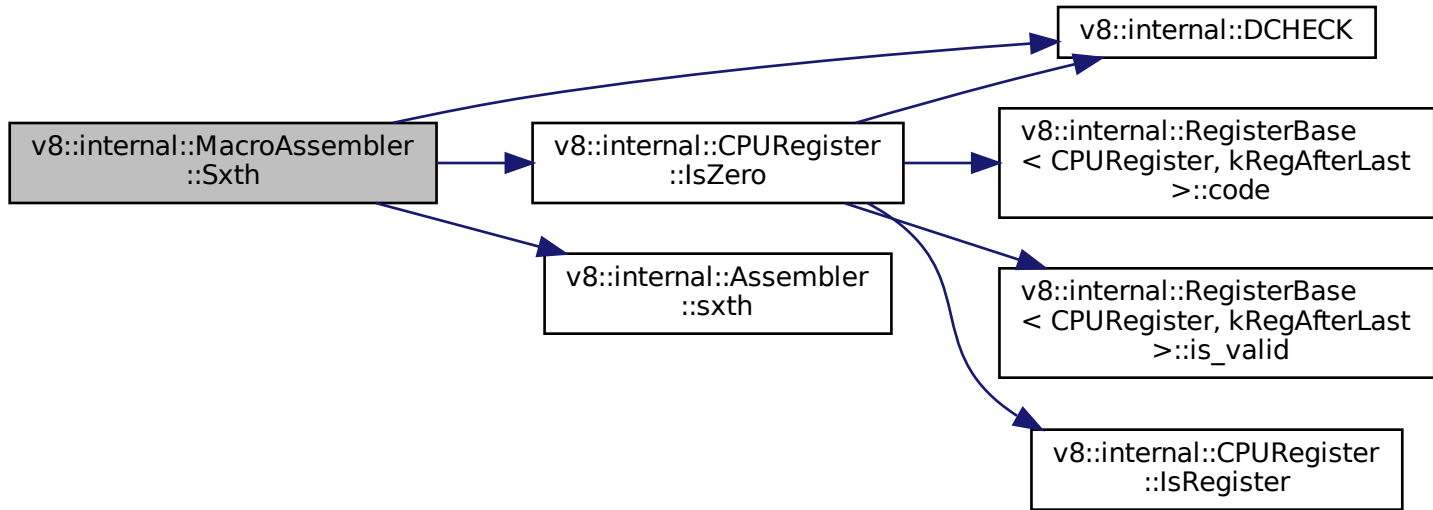 v8::internal::MacroAssembler
::Sxth
v8::internal::DCHECK
v8::internal::CPURegister
::IsZero
v8::internal::Assembler
::sxth
v8::internal::RegisterBase
< CPURegister, kRegAfterLast
>::code
v8::internal::RegisterBase
< CPURegister, kRegAfterLast
>::is_valid
v8::internal::CPURegister
::IsRegister